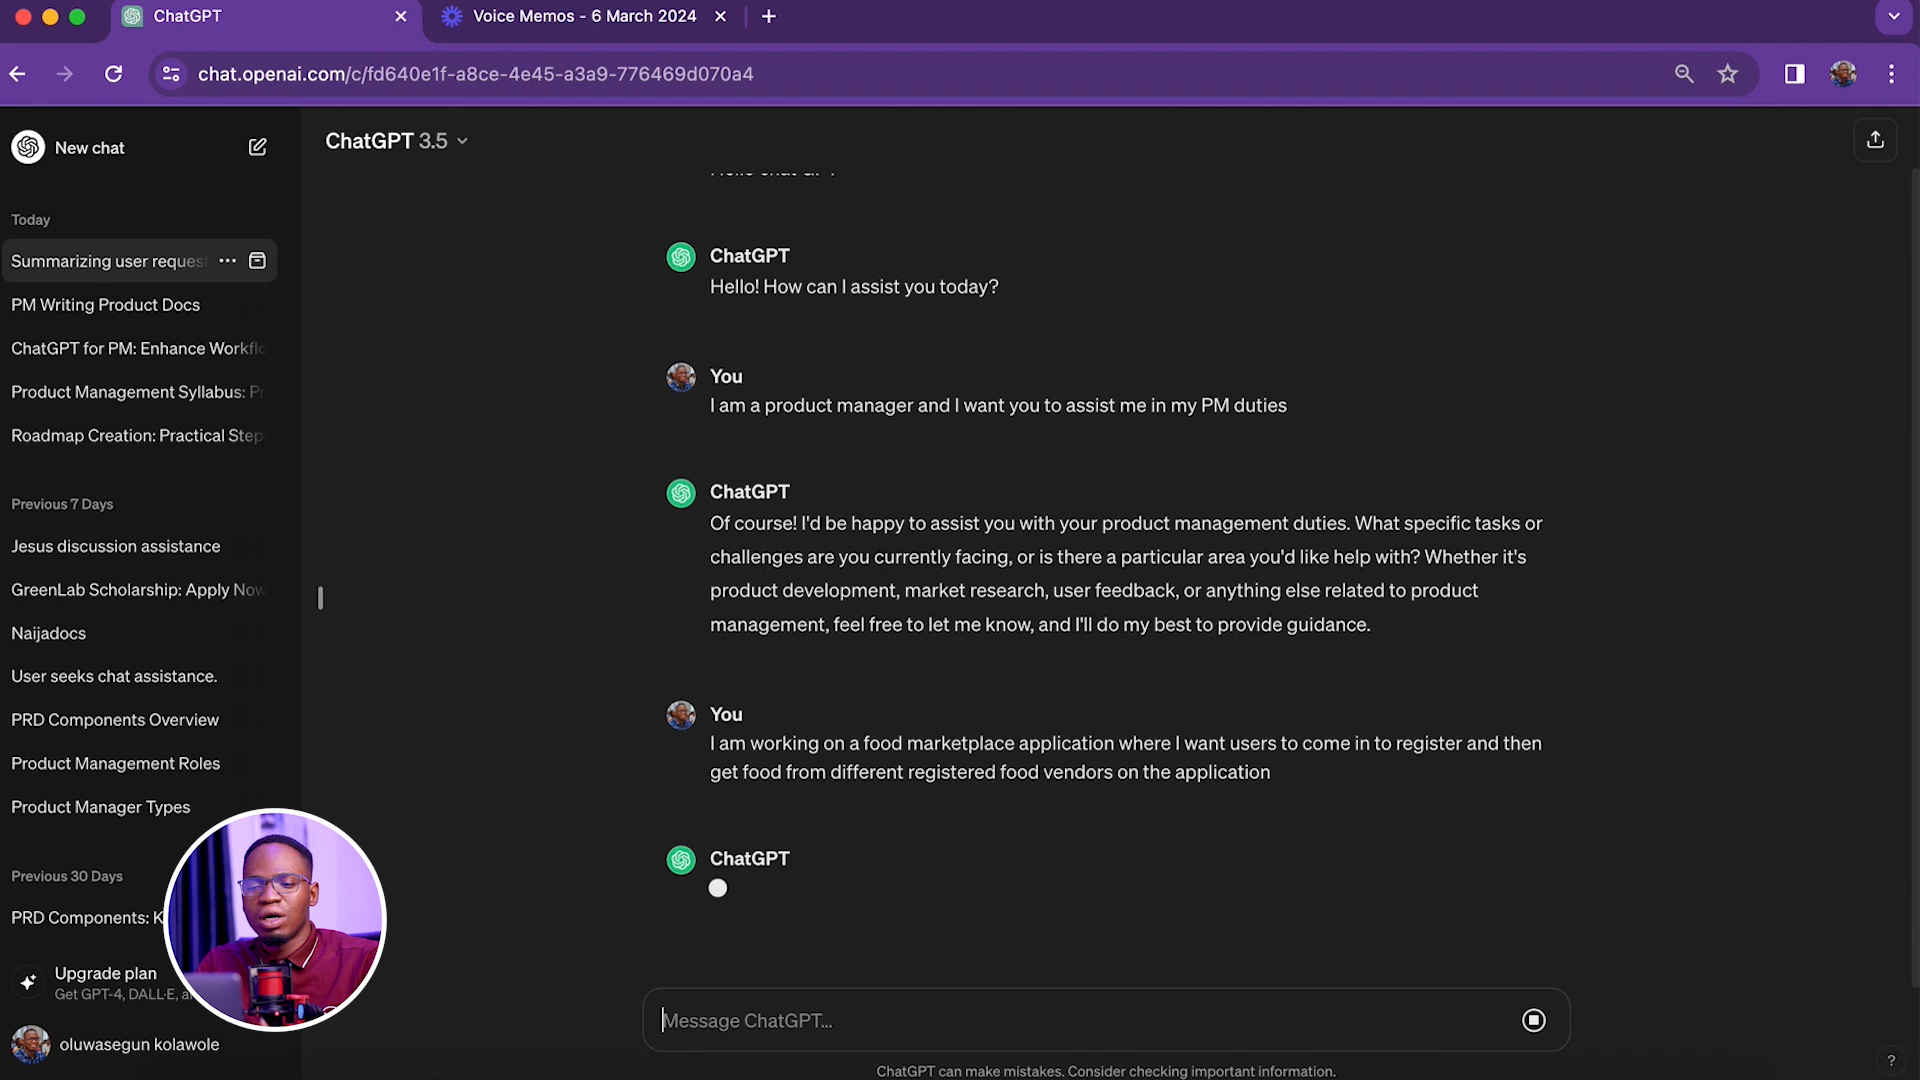 ChatGPT
Voice Memos - 6 March 2024
chat.openai.com/c/fd640e1f-a8ce-4e45-a3a9-776469d070a4
New chat
ChatGPT 3.5
Today
Summarizing user request
PM Writing Product Docs
ChatGPT for PM: Enhance Workflo
Product Management Syllabus: Pr
Roadmap Creation: Practical Step
Previous 7 Days
Jesus discussion assistance
GreenLab Scholarship: Apply Now
Naijadocs
User seeks chat assistance.
PRD Components Overview
Product Management Roles
Product Manager Types
Previous 30 Days
PRD Components: K
Upgrade plan
Get GPT-4, DALL·E, a
oluwasegun kolawole
Hello chat GPT
ChatGPT
Hello! How can I assist you today?
You
I am a product manager and I want you to assist me in my PM duties
ChatGPT
Of course! I'd be happy to assist you with your product management duties. What specific tasks or
challenges are you currently facing, or is there a particular area you'd like help with? Whether it's
product development, market research, user feedback, or anything else related to product
management, feel free to let me know, and I'll do my best to provide guidance.
You
I am working on a food marketplace application where I want users to come in to register and then
get food from different registered food vendors on the application
ChatGPT
Message ChatGPT...
ChatGPT can make mistakes. Consider checking important information.
?